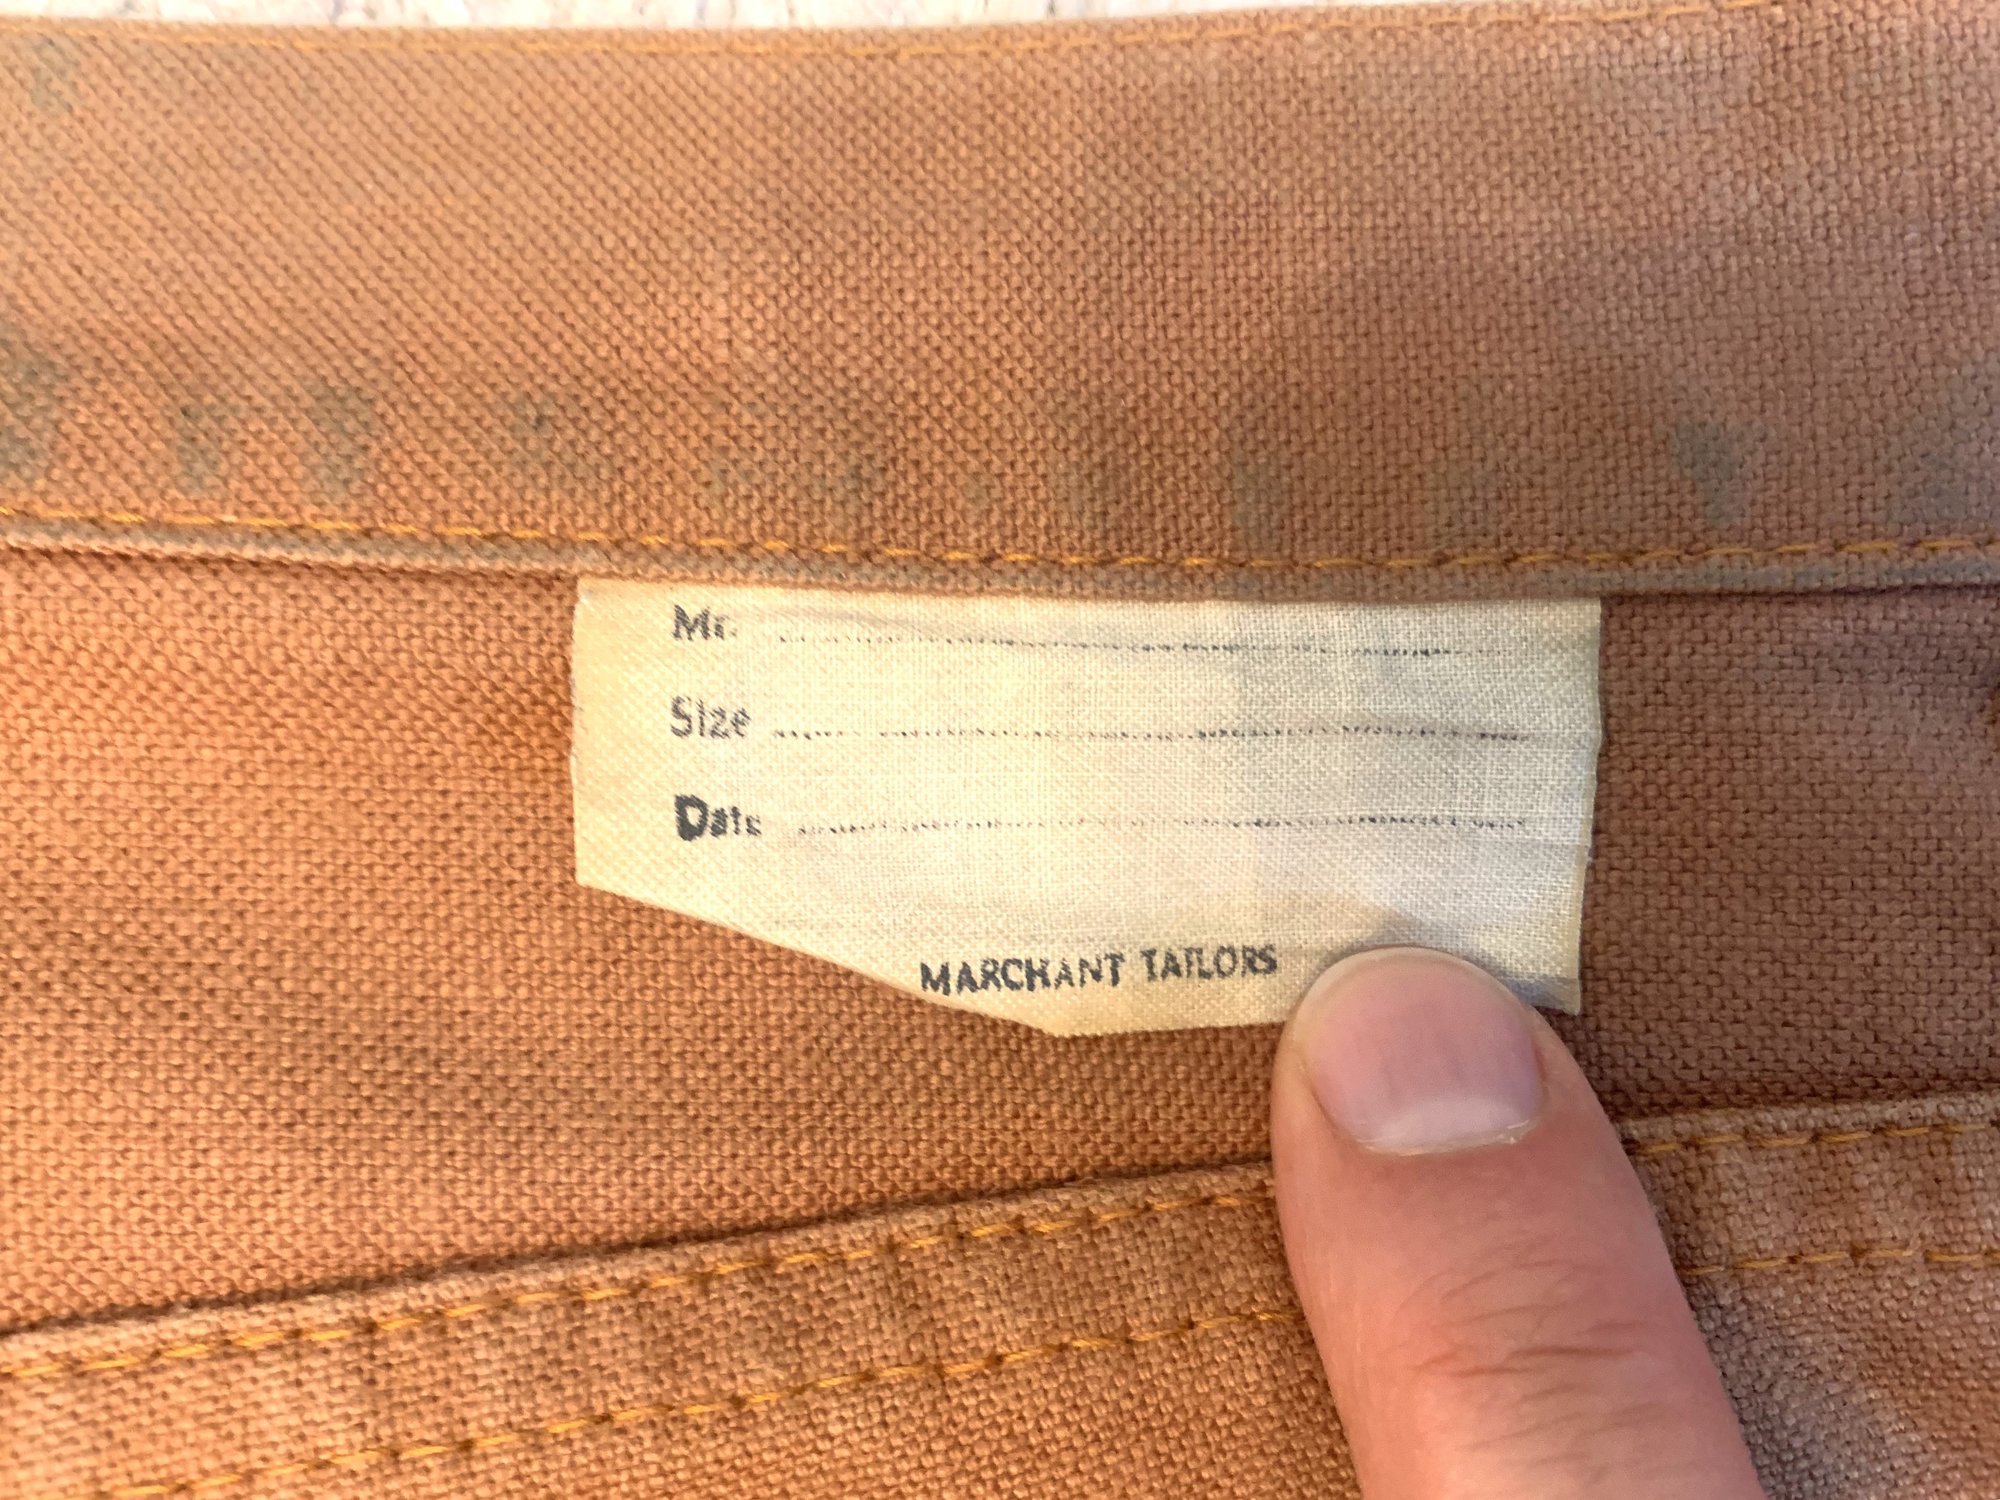 Mr. ....................
Size ....................
Date ....................
MARCHANT TAILORS